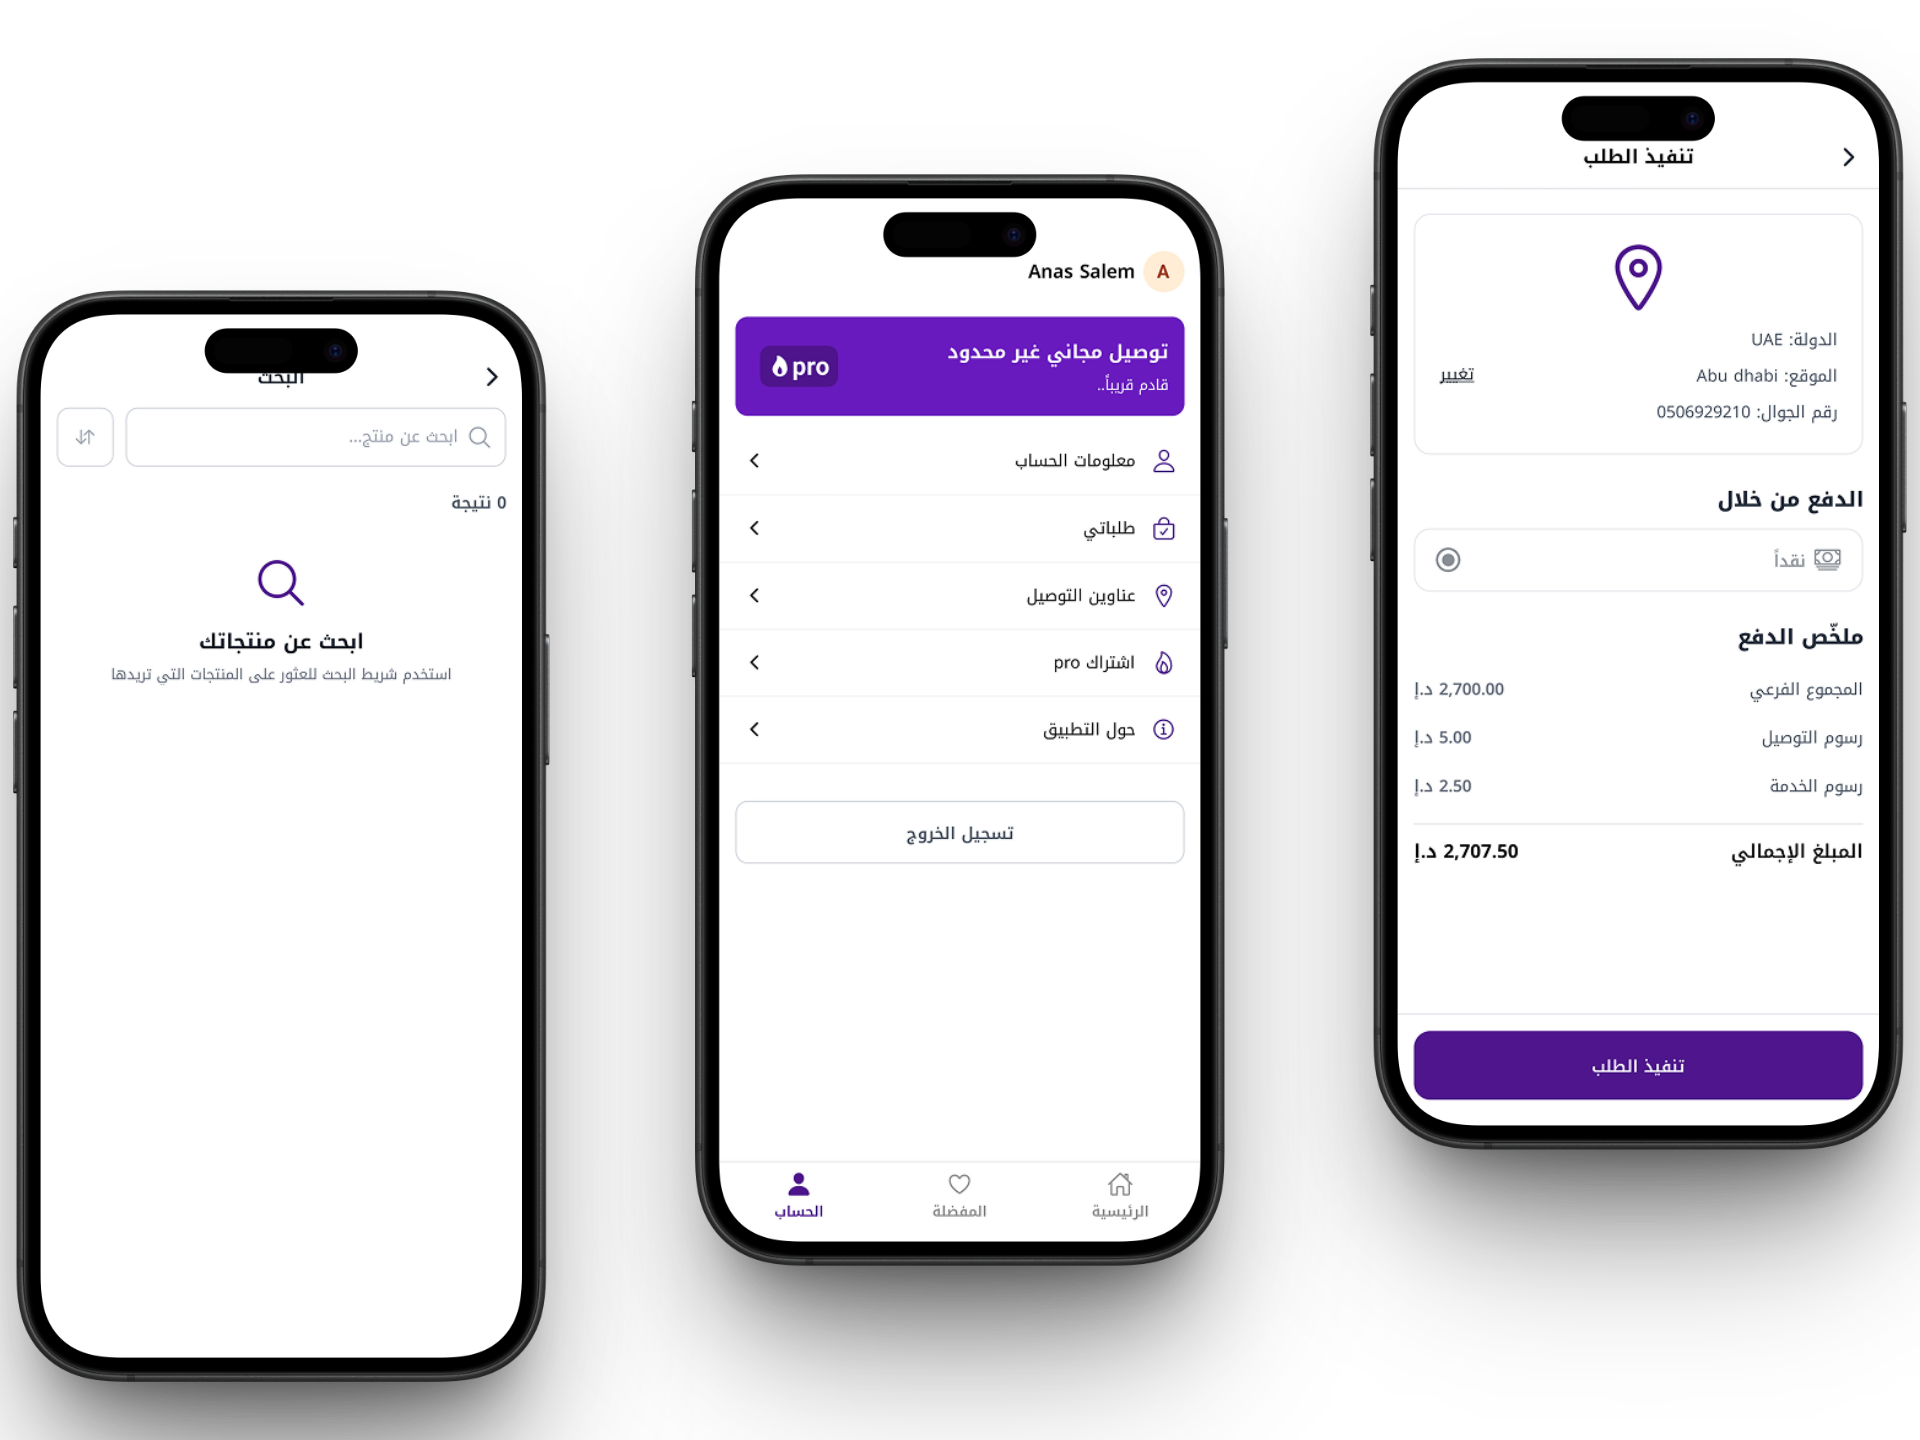 البحث
ابحث عن منتج...
0 نتيجة
ابحث عن منتجاتك
استخدم شريط البحث للعثور على المنتجات التي تريدها
A Anas Salem
توصيل مجاني غير محدود
قادم قريباً..
pro
معلومات الحساب
طلباتي
عناوين التوصيل
اشتراك pro
حول التطبيق
تسجيل الخروج
الرئيسية المفضلة الحساب
تنفيذ الطلب
الدولة: UAE
الموقع: Abu dhabi تغيير
رقم الجوال: 0506929210
الدفع من خلال
نقداً
ملخّص الدفع
المجموع الفرعي 2,700.00 د.إ
رسوم التوصيل 5.00 د.إ
رسوم الخدمة 2.50 د.إ
المبلغ الإجمالي 2,707.50 د.إ
تنفيذ الطلب